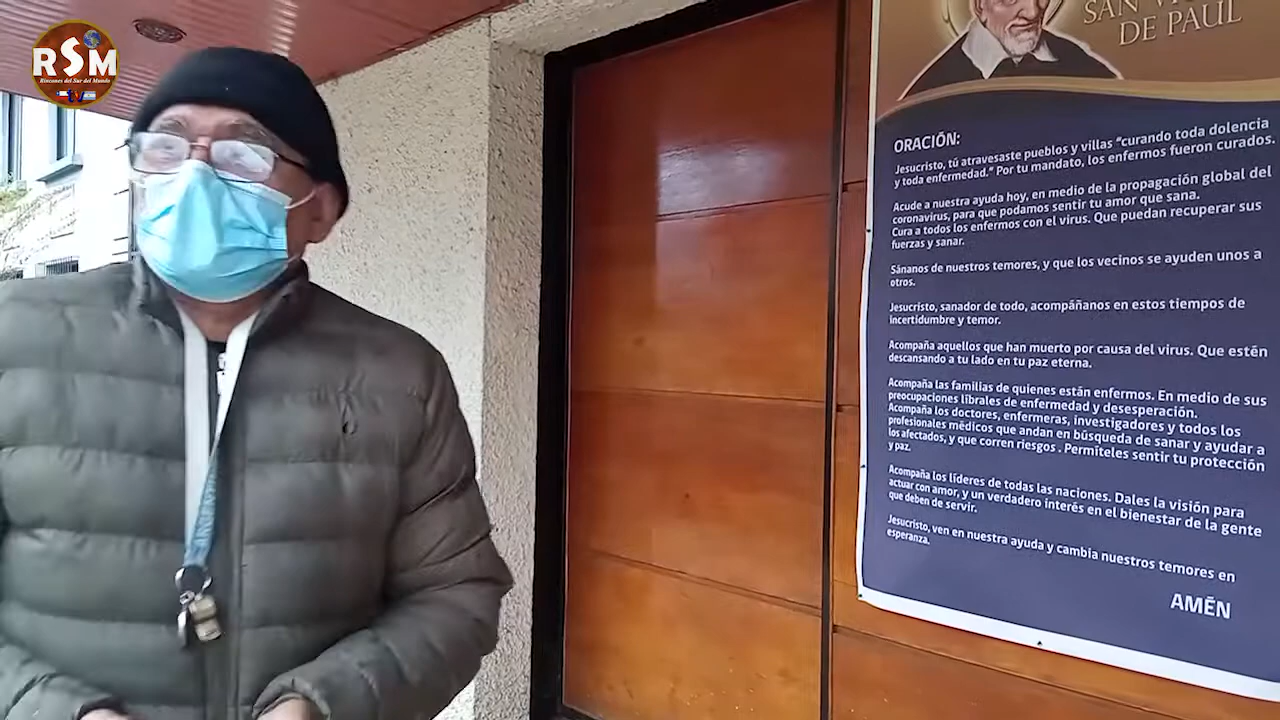 RSM
Rincones del Sur del Mundo
tv
SAN
DE PAÚL
ORACIÓN:
Jesucristo, tú atravesaste pueblos y villas “curando toda dolencia
y toda enfermedad.” Por tu mandato, los enfermos fueron curados.
Acude a nuestra ayuda hoy, en medio de la propagación global del
coronavirus, para que podamos sentir tu amor que sana.
Cura a todos los enfermos con el virus. Que puedan recuperar sus
fuerzas y sanar.
Sánanos de nuestros temores, y que los vecinos se ayuden unos a
otros.
Jesucristo, sanador de todo, acompáñanos en estos tiempos de
incertidumbre y temor.
Acompaña aquellos que han muerto por causa del virus. Que estén
descansando a tu lado en tu paz eterna.
Acompaña las familias de quienes están enfermos. En medio de sus
preocupaciones librales de enfermedad y desesperación.
Acompaña los doctores, enfermeras, investigadores y todos los
profesionales médicos que andan en búsqueda de sanar y ayudar a
los afectados, y que corren riesgos . Permíteles sentir tu protección
y paz.
Acompaña los líderes de todas las naciones. Dales la visión para
actuar con amor, y un verdadero interés en el bienestar de la gente
que deben de servir.
Jesucristo, ven en nuestra ayuda y cambia nuestros temores en
esperanza.
AMÉN